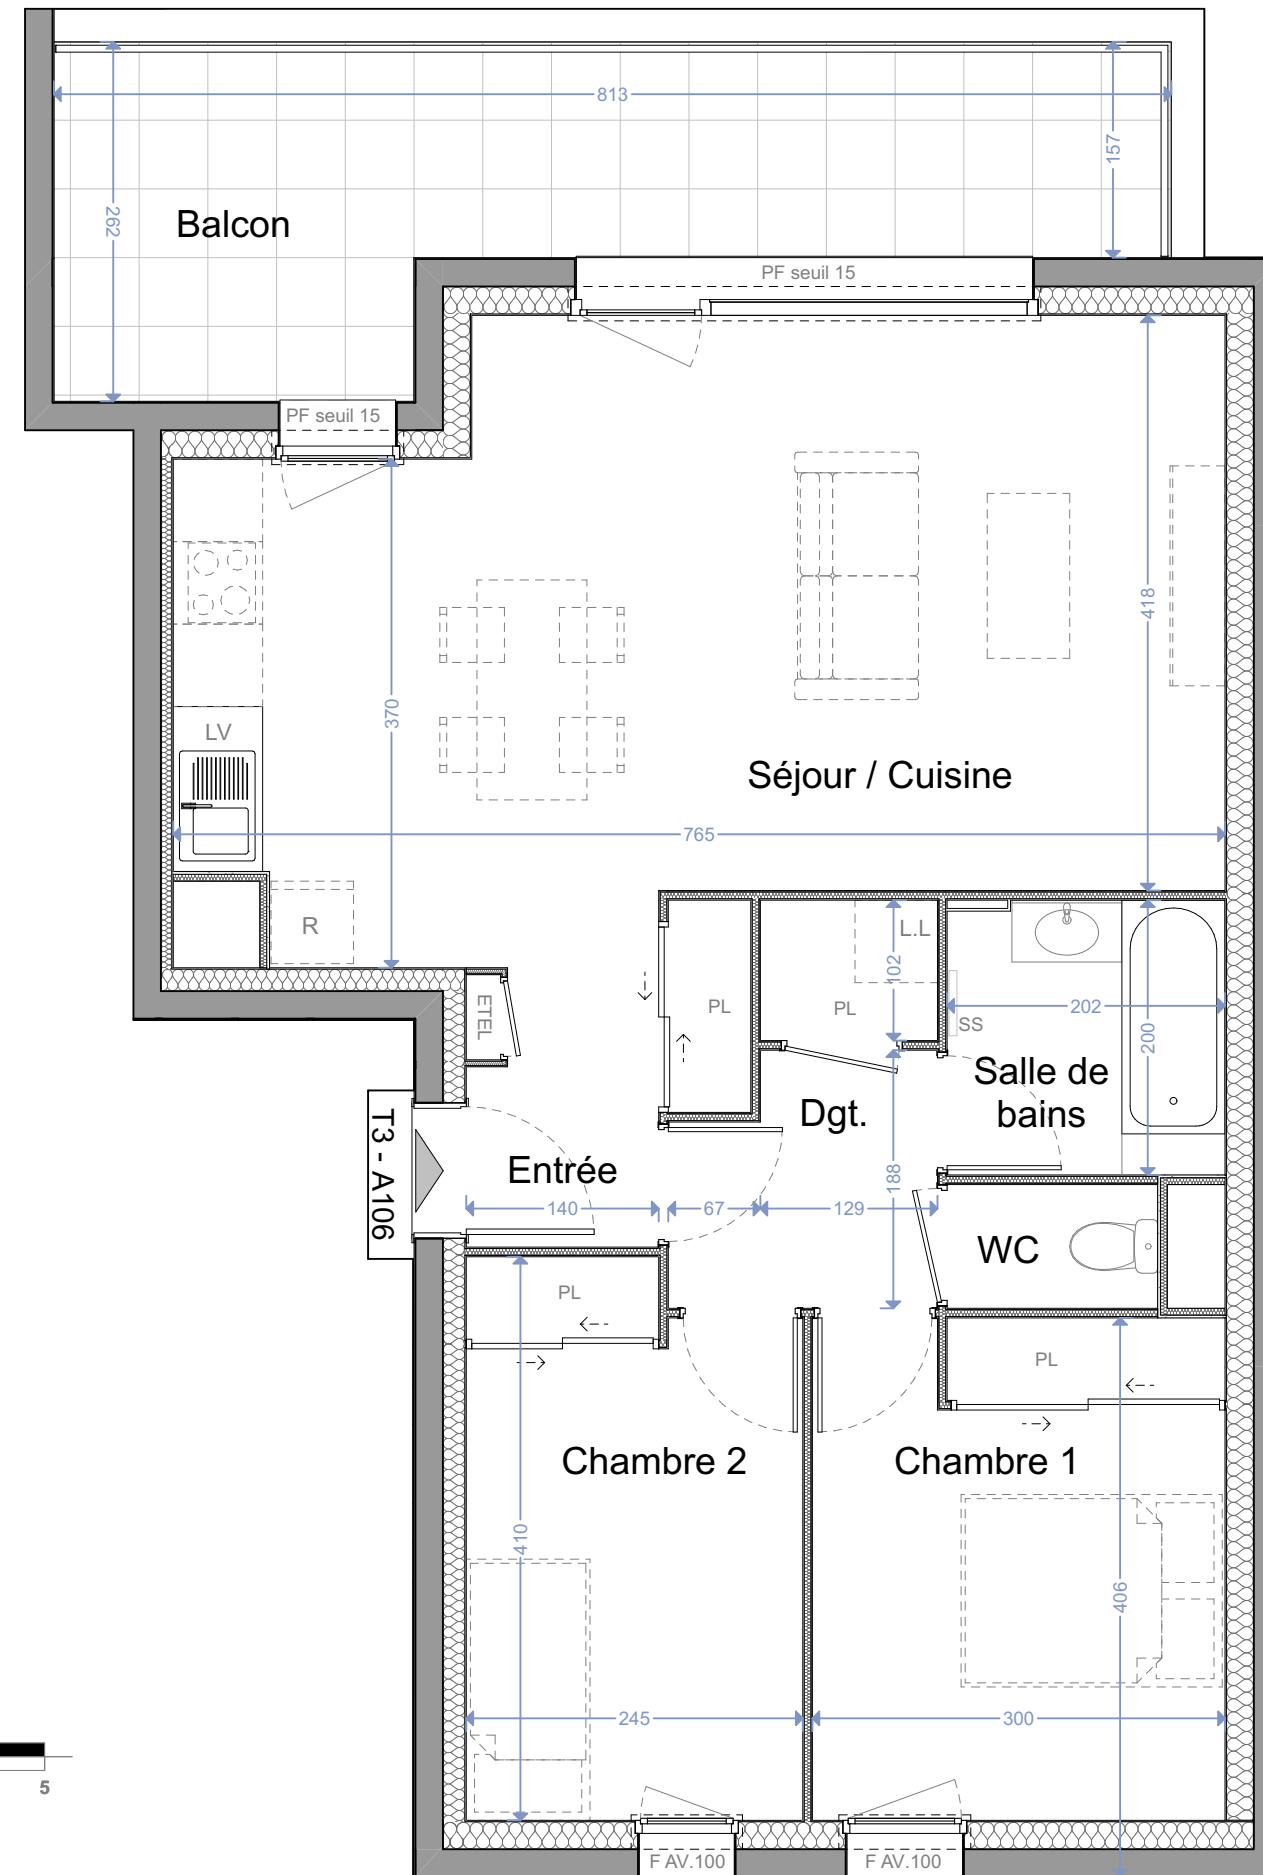 813
157
262
Balcon
PF seuil 15
PF seuil 15
418
370
LV
Séjour / Cuisine
765
R
L.L
102
ETEL
PL
PL
SS
202
200
Salle de
bains
Dgt.
T3 - A106
Entrée
188
140
67
129
WC
PL
PL
Chambre 2
Chambre 1
410
406
245
300
5
F AV.100
F AV.100